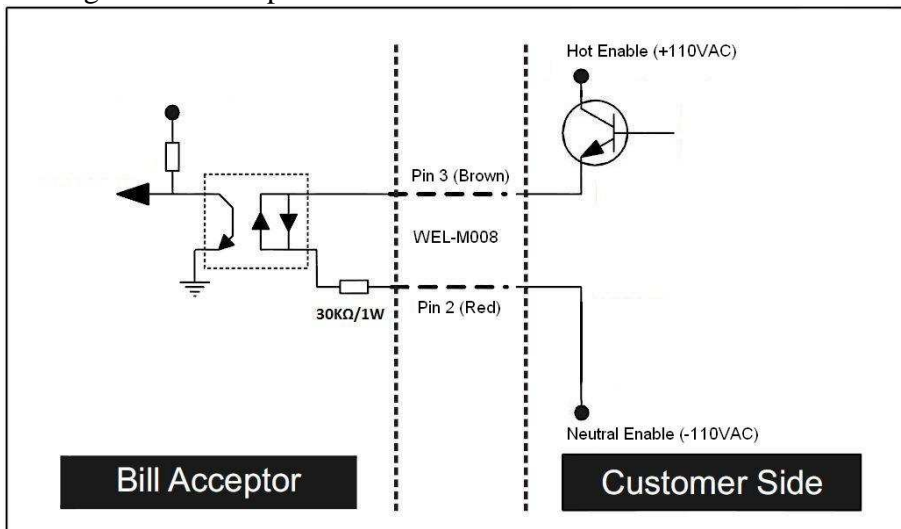 Hot Enable (+110VAC)
Pin 3 (Brown)
WEL-M008
30KΩ/1W
Pin 2 (Red)
Neutral Enable (-110VAC)
Bill Acceptor
Customer Side